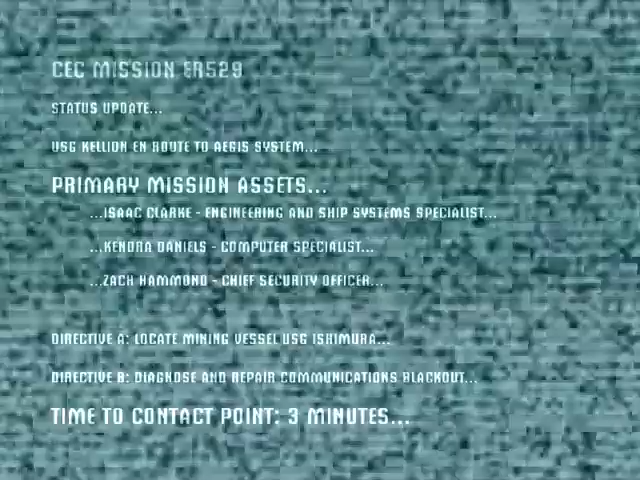 CEC MISSION ER529
STATUS UPDATE...
USG KELLION EN ROUTE TO AEGIS SYSTEM...
PRIMARY MISSION ASSETS...
...ISAAC CLARKE - ENGINEERING AND SHIP SYSTEMS SPECIALIST...
...KENDRA DANIELS - COMPUTER SPECIALIST...
...ZACH HAMMOND - CHIEF SECURITY OFFICER...
DIRECTIVE A: LOCATE MINING VESSEL USG ISHIMURA...
DIRECTIVE B: DIAGNOSE AND REPAIR COMMUNICATIONS BLACKOUT...
TIME TO CONTACT POINT: 3 MINUTES...